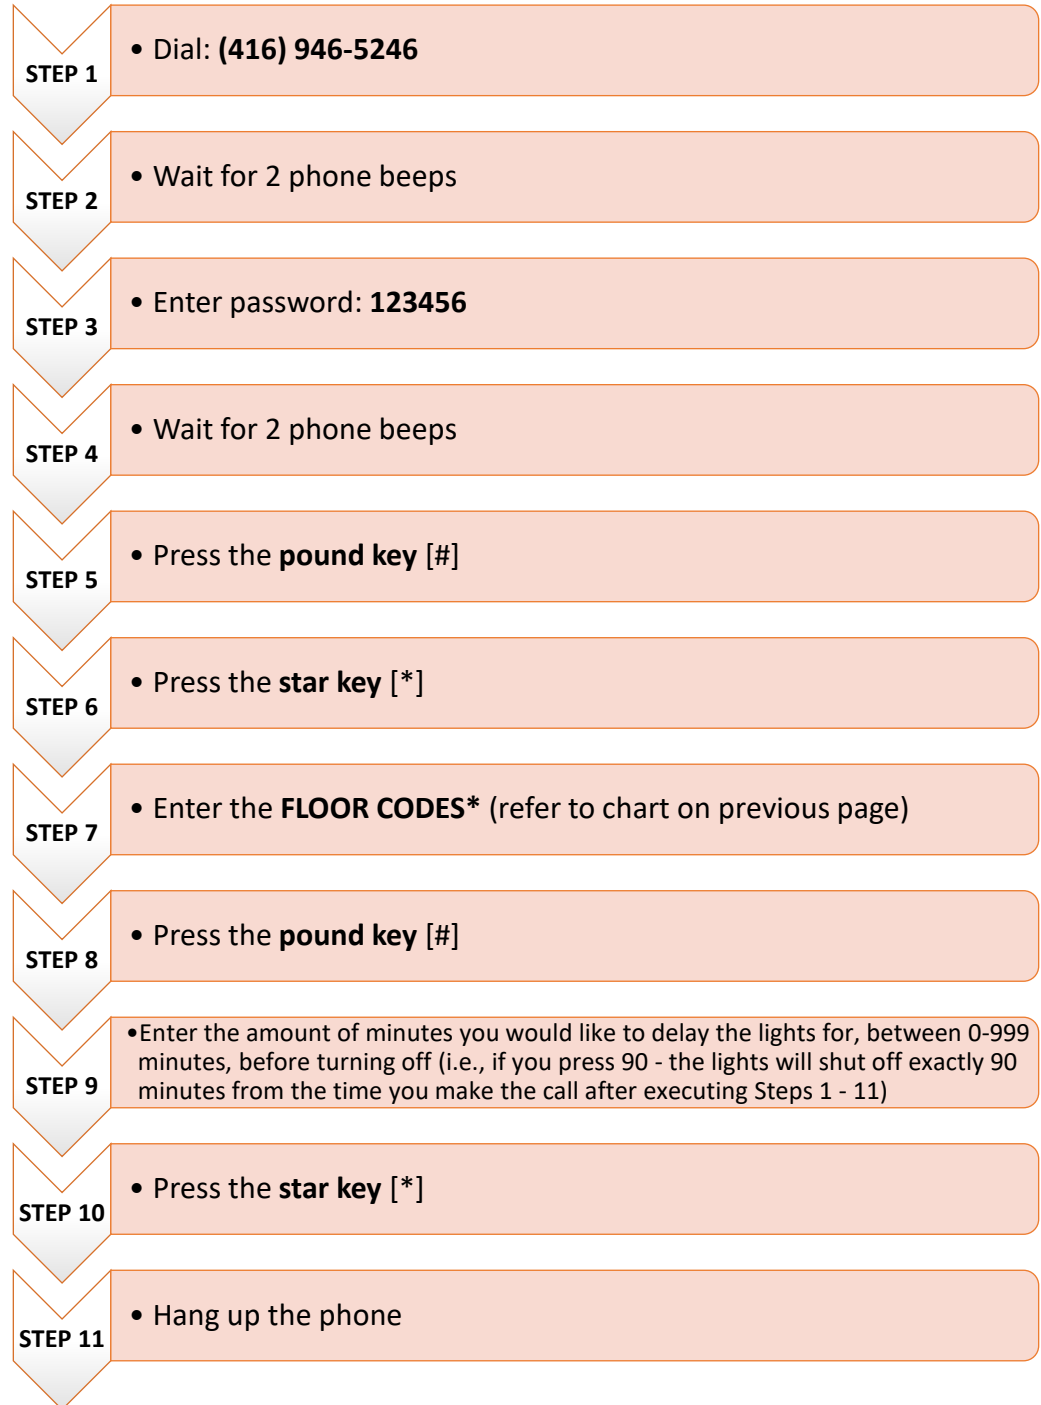 STEP 1
• Dial: (416) 946-5246
STEP 2
• Wait for 2 phone beeps
STEP 3
• Enter password: 123456
STEP 4
• Wait for 2 phone beeps
STEP 5
• Press the pound key [#]
STEP 6
• Press the star key [*]
STEP 7
• Enter the FLOOR CODES* (refer to chart on previous page)
STEP 8
• Press the pound key [#]
STEP 9
•Enter the amount of minutes you would like to delay the lights for, between 0-999
minutes, before turning off (i.e., if you press 90 - the lights will shut off exactly 90
minutes from the time you make the call after executing Steps 1 - 11)
STEP 10
• Press the star key [*]
STEP 11
• Hang up the phone